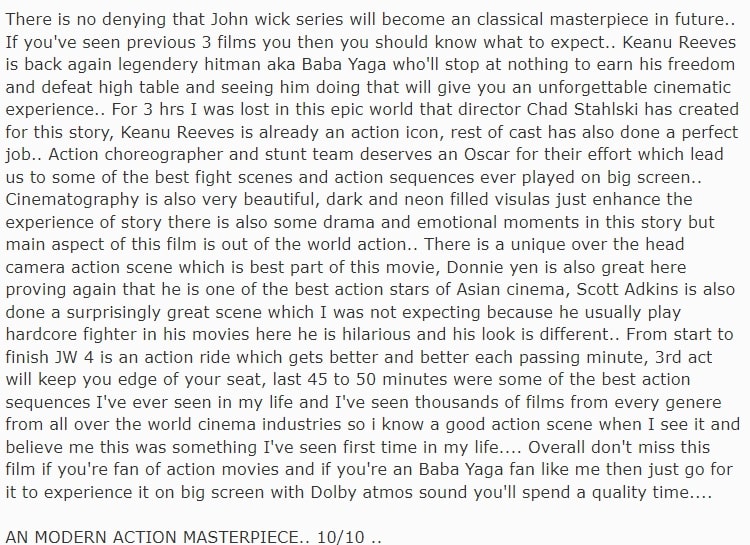 There is no denying that John wick series will become an classical masterpiece in future..
If you've seen previous 3 films you then you should know what to expect.. Keanu Reeves
is back again legendery hitman aka Baba Yaga who'll stop at nothing to earn his freedom
and defeat high table and seeing him doing that will give you an unforgettable cinematic
experience.. For 3 hrs I was lost in this epic world that director Chad Stahlski has created
for this story, Keanu Reeves is already an action icon, rest of cast has also done a perfect
job.. Action choreographer and stunt team deserves an Oscar for their effort which lead
us to some of the best fight scenes and action sequences ever played on big screen..
Cinematography is also very beautiful, dark and neon filled visulas just enhance the
experience of story there is also some drama and emotional moments in this story but
main aspect of this film is out of the world action.. There is a unique over the head
camera action scene which is best part of this movie, Donnie yen is also great here
proving again that he is one of the best action stars of Asian cinema, Scott Adkins is also
done a surprisingly great scene which I was not expecting because he usually play
hardcore fighter in his movies here he is hilarious and his look is different.. From start to
finish JW 4 is an action ride which gets better and better each passing minute, 3rd act
will keep you edge of your seat, last 45 to 50 minutes were some of the best action
sequences I've ever seen in my life and I've seen thousands of films from every genere
from all over the world cinema industries so i know a good action scene when I see it and
believe me this was something I've seen first time in my life.... Overall don't miss this
film if you're fan of action movies and if you're an Baba Yaga fan like me then just go for
it to experience it on big screen with Dolby atmos sound you'll spend a quality time....
AN MODERN ACTION MASTERPIECE.. 10/10 ..